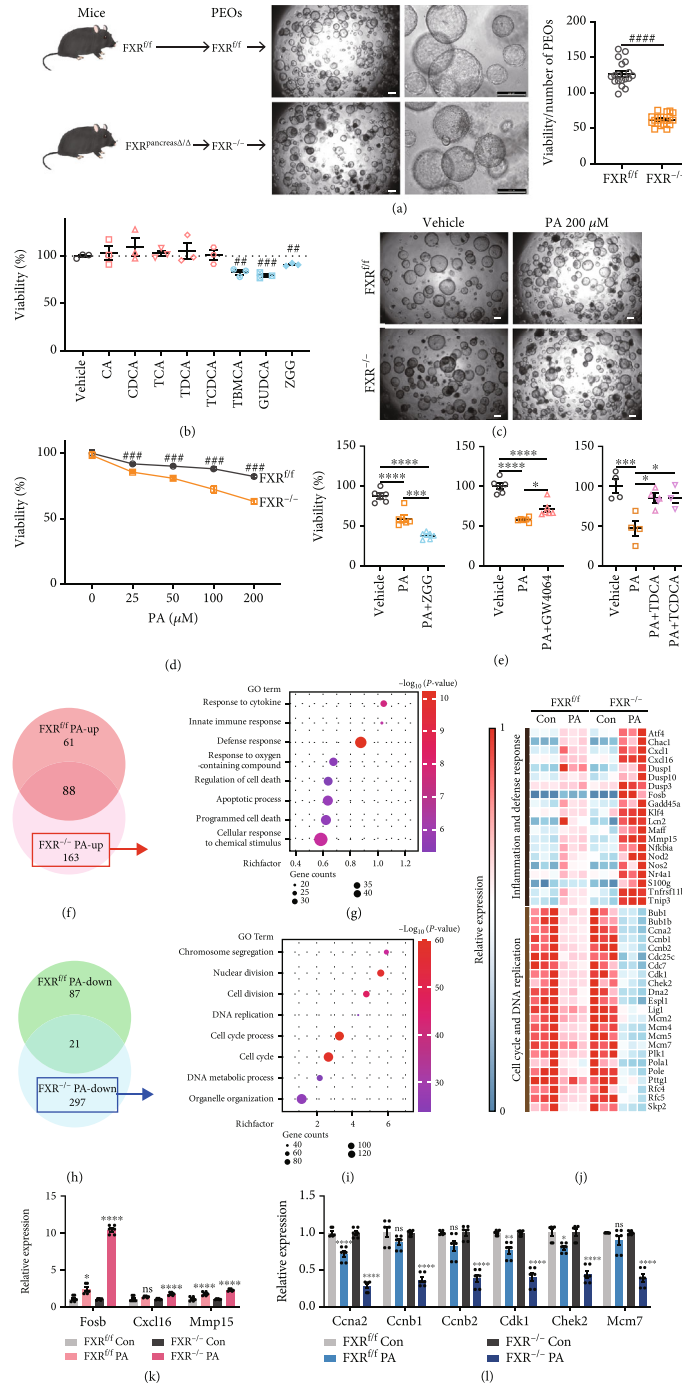 Mice
PEOs
FXRf/f
FXRf/f
FXRpancreasΔ/Δ
FXR−/−
Viability/number of PEOs
200
150
100
50
0
####
FXRf/f
FXR−/−
(a)
Viability (%)
100
50
0
##
###
##
Vehicle
CA
CDCA
TCA
TDCA
TCDCA
TBMCA
GUDCA
ZGG
(b)
Vehicle
PA 200 μM
FXRf/f
FXR−/−
(c)
Viability (%)
100
50
0
###
###
###
###
FXRf/f
FXR−/−
0
25
50
100
200
PA (μM)
(d)
150
100
50
0
****
****
***
Vehicle
PA
PA+ZGG
150
100
50
0
****
****
*
Vehicle
PA
PA+GW4064
150
100
50
0
***
*
*
Vehicle
PA
PA+TDCA
PA+TCDCA
(e)
FXRf/f PA-up
61
88
FXR−/− PA-up
163
(f)
GO term
−log10 (P-value)
Response to cytokine
Innate immune response
Defense response
Response to oxygen
-containing compound
Regulation of cell death
Apoptotic process
Programmed cell death
Cellular response
to chemical stimulus
10
9
8
7
6
Richfactor
0.4
0.6
0.8
1.0
1.2
Gene counts
20
25
30
35
40
(g)
FXRf/f PA-down
87
21
FXR−/− PA-down
297
(h)
GO Term
−Log10 (P-value)
Chromosome segregation
Nuclear division
Cell division
DNA replication
Cell cycle process
Cell cycle
DNA metabolic process
Organelle organization
60
50
40
30
Richfactor
2
4
6
Gene counts
40
60
80
100
120
(i)
FXRf/f
FXR−/−
Con
PA
Con
PA
1
Relative expression
0
Inflammation and defense response
Atf4
Chac1
Cxcl1
Cxcl16
Dusp1
Dusp10
Dusp3
Fosb
Gadd45a
Klf4
Lcn2
Maff
Mmp15
Nfkbia
Nod2
Nos2
Nr4a1
S100g
Tnfrsf11b
Tnip3
Cell cycle and DNA replication
Bub1
Bub1b
Ccna2
Ccnb1
Ccnb2
Cdc25c
Cdc7
Cdk1
Chek2
Dna2
Espl1
Lig1
Mcm2
Mcm4
Mcm5
Mcm7
Plk1
Pola1
Pole
Pttg1
Rfc4
Rfc5
Skp2
(j)
Relative expression
15
10
5
0
*
****
ns
****
****
****
Fosb
Cxcl16
Mmp15
FXRf/f Con
FXR−/− Con
FXRf/f PA
FXR−/− PA
(k)
Relative expression
1.5
1.0
0.5
0.0
****
****
ns
****
ns
****
**
****
*
****
ns
****
Ccna2
Ccnb1
Ccnb2
Cdk1
Chek2
Mcm7
FXRf/f Con
FXR−/− Con
FXRf/f PA
FXR−/− PA
(l)